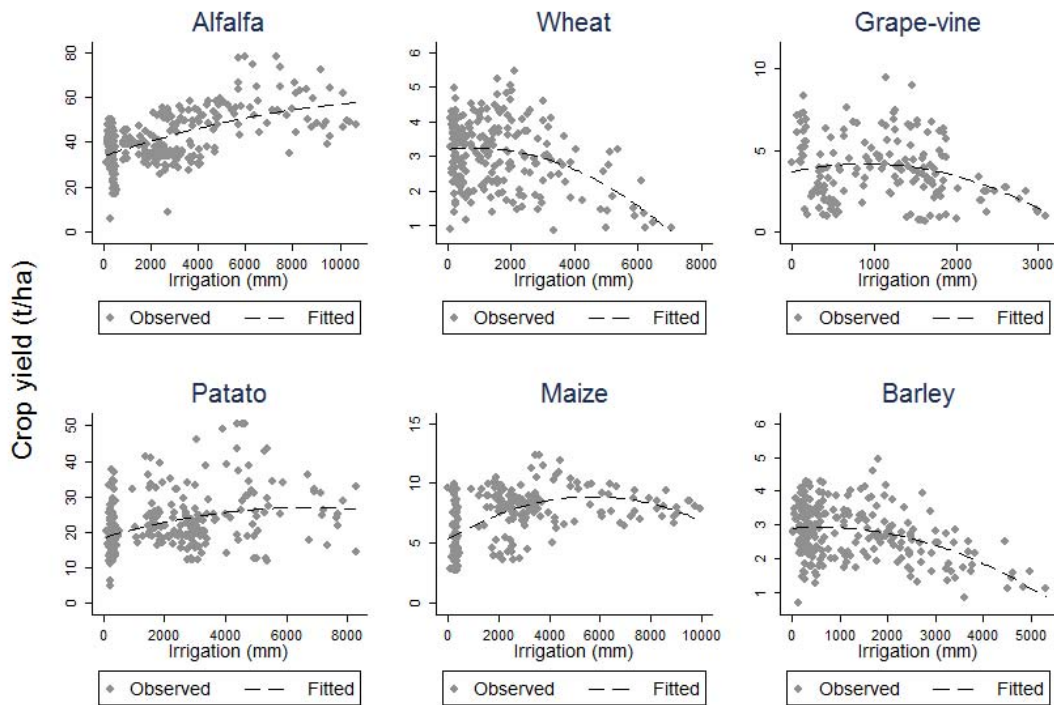 Crop yield (t/ha)
Alfalfa
80
60
40
20
0
0 2000 4000 6000 8000 10000
Irrigation (mm)
Observed Fitted
Wheat
6
5
4
3
2
1
0 2000 4000 6000 8000
Irrigation (mm)
Observed Fitted
Grape-vine
10
5
0
0 1000 2000 3000
Irrigation (mm)
Observed Fitted
Patato
50
40
30
20
10
0
0 2000 4000 6000 8000
Irrigation (mm)
Observed Fitted
Maize
15
10
5
0
0 2000 4000 6000 8000 10000
Irrigation (mm)
Observed Fitted
Barley
6
5
4
3
2
1
0 1000 2000 3000 4000 5000
Irrigation (mm)
Observed Fitted